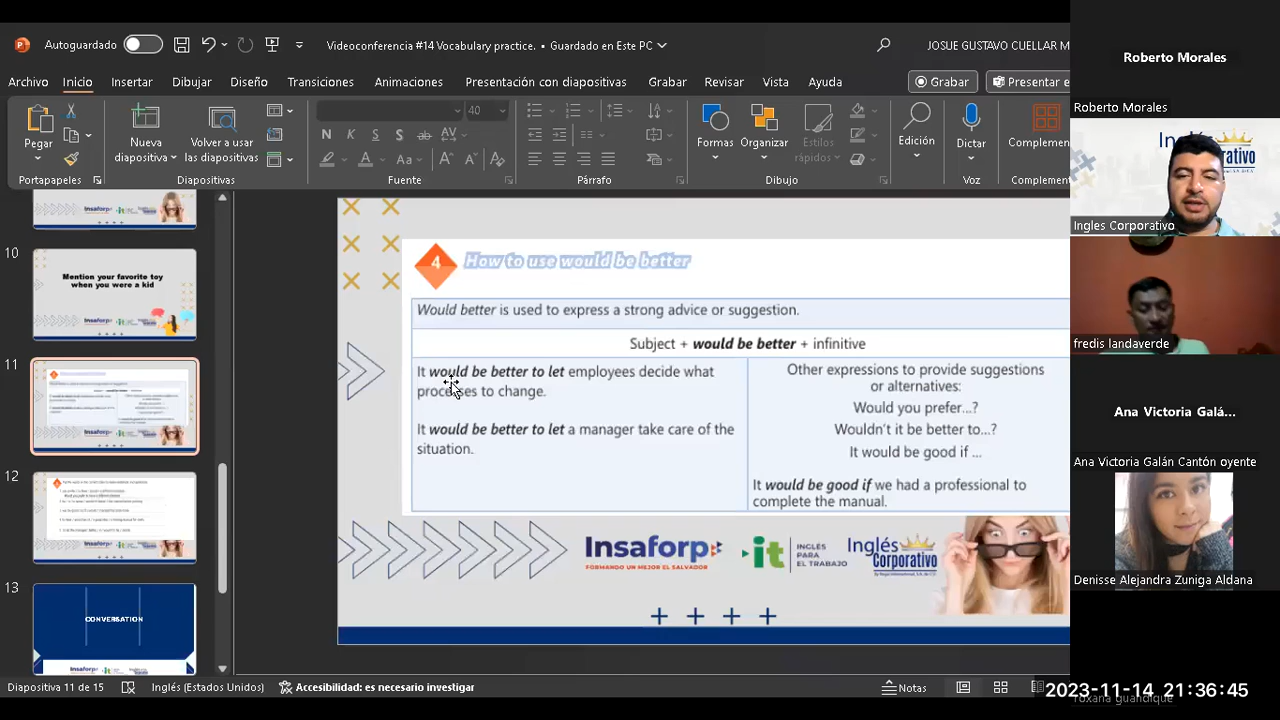 Autoguardado
Videoconferencia #14 Vocabulary practice. • Guardado en Este PC
JOSUE GUSTAVO CUELLAR M
Archivo Inicio Insertar Dibujar Diseño Transiciones Animaciones Presentación con diapositivas Grabar Revisar Vista Ayuda Grabar Presentar e
Pegar
Nueva diapositiva
Volver a usar las diapositivas
40
N K S S ab AV
Aa A A
Formas Organizar Estilos rápidos
Edición
Dictar
Complemen
Portapapeles Diapositivas Fuente Párrafo Dibujo Voz Complemen
10
Mention your favorite toy
when you were a kid
11
12
13
CONVERSATION
4 How to use would be better
Would better is used to express a strong advice or suggestion.
Subject + would be better + infinitive
It would be better to let employees decide what
processes to change.
It would be better to let a manager take care of the
situation.
Other expressions to provide suggestions
or alternatives:
Would you prefer...?
Wouldn't it be better to...?
It would be good if ...
It would be good if we had a professional to
complete the manual.
Insaforp
FORMANDO UN MEJOR EL SALVADOR
it INGLÉS
PARA
EL TRABAJO
Inglés
Corporativo
Roberto Morales
Roberto Morales
Ingles Corporativo
fredis landaverde
Ana Victoria Galá...
Ana Victoria Galán Cantón oyente
Denisse Alejandra Zuniga Aldana
roxana guandique
2023-11-14 21:36:45
Diapositiva 11 de 15
Inglés (Estados Unidos)
Accesibilidad: es necesario investigar
Notas